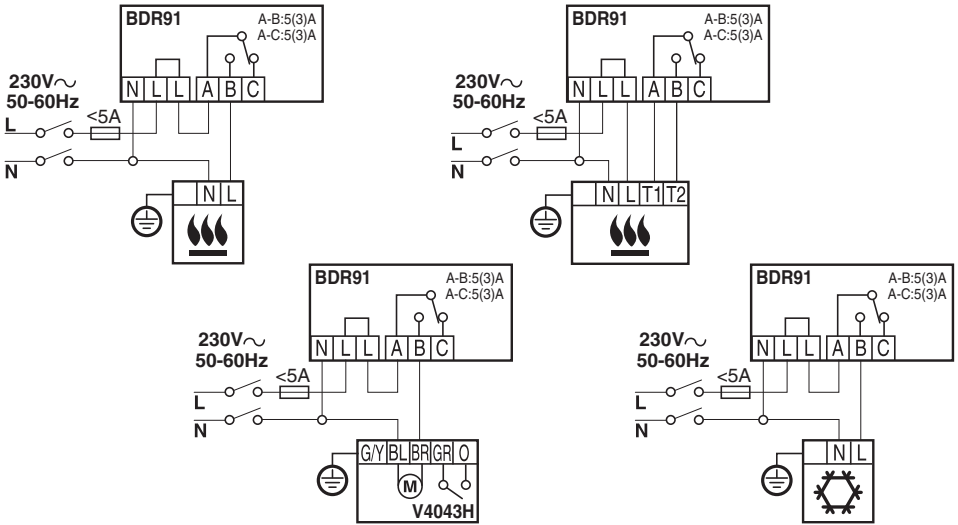 BDR91
A-B:5(3)A
A-C:5(3)A
230V~
50-60Hz
N L L A B C
<5A
L
N
N L
BDR91
A-B:5(3)A
A-C:5(3)A
230V~
50-60Hz
N L L A B C
<5A
L
N
N L T1 T2
BDR91
A-B:5(3)A
A-C:5(3)A
230V~
50-60Hz
N L L A B C
<5A
L
N
G/Y BL BR GR O
M
V4043H
BDR91
A-B:5(3)A
A-C:5(3)A
230V~
50-60Hz
N L L A B C
<5A
L
N
N L